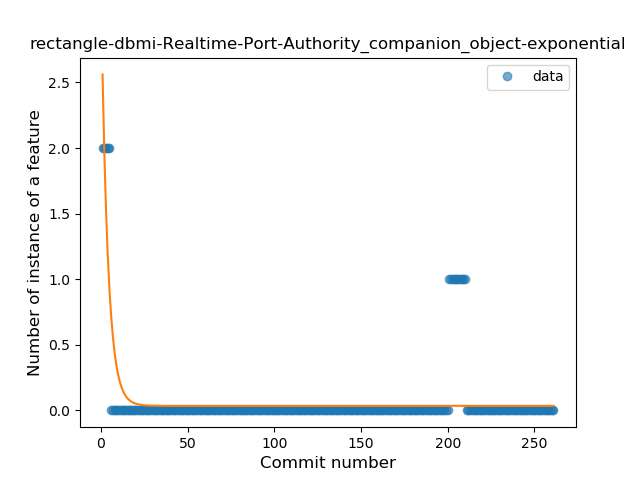 rectangle-dbmi-Realtime-Port-Authority_companion_object-exponential
data
Number of instance of a feature
2.5
2.0
1.5
1.0
0.5
0.0
0 50 100 150 200 250
Commit number